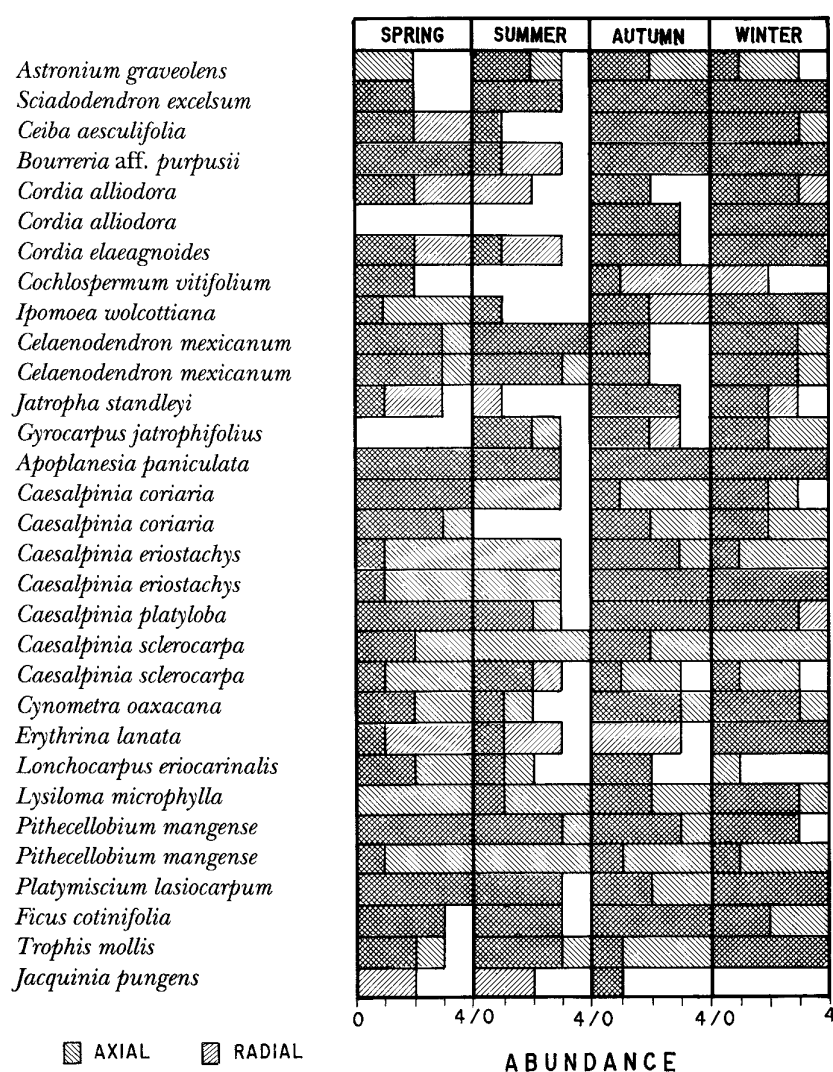 SPRING SUMMER AUTUMN WINTER
Astronium graveolens
Sciadodendron excelsum
Ceiba aesculifolia
Bourreria aff. purpusii
Cordia alliodora
Cordia alliodora
Cordia elaeagnoides
Cochlospermum vitifolium
Ipomoea wolcottiana
Celaenodendron mexicanum
Celaenodendron mexicanum
Jatropha standleyi
Gyrocarpus jatrophifolius
Apoplanesia paniculata
Caesalpinia coriaria
Caesalpinia coriaria
Caesalpinia eriostachys
Caesalpinia eriostachys
Caesalpinia platyloba
Caesalpinia sclerocarpa
Caesalpinia sclerocarpa
Cynometra oaxacana
Erythrina lanata
Lonchocarpus eriocarinalis
Lysiloma microphylla
Pithecellobium mangense
Pithecellobium mangense
Platymiscium lasiocarpum
Ficus cotinifolia
Trophis mollis
Jacquinia pungens
0 4/0 4/0 4/0 4
AXIAL RADIAL
ABUNDANCE